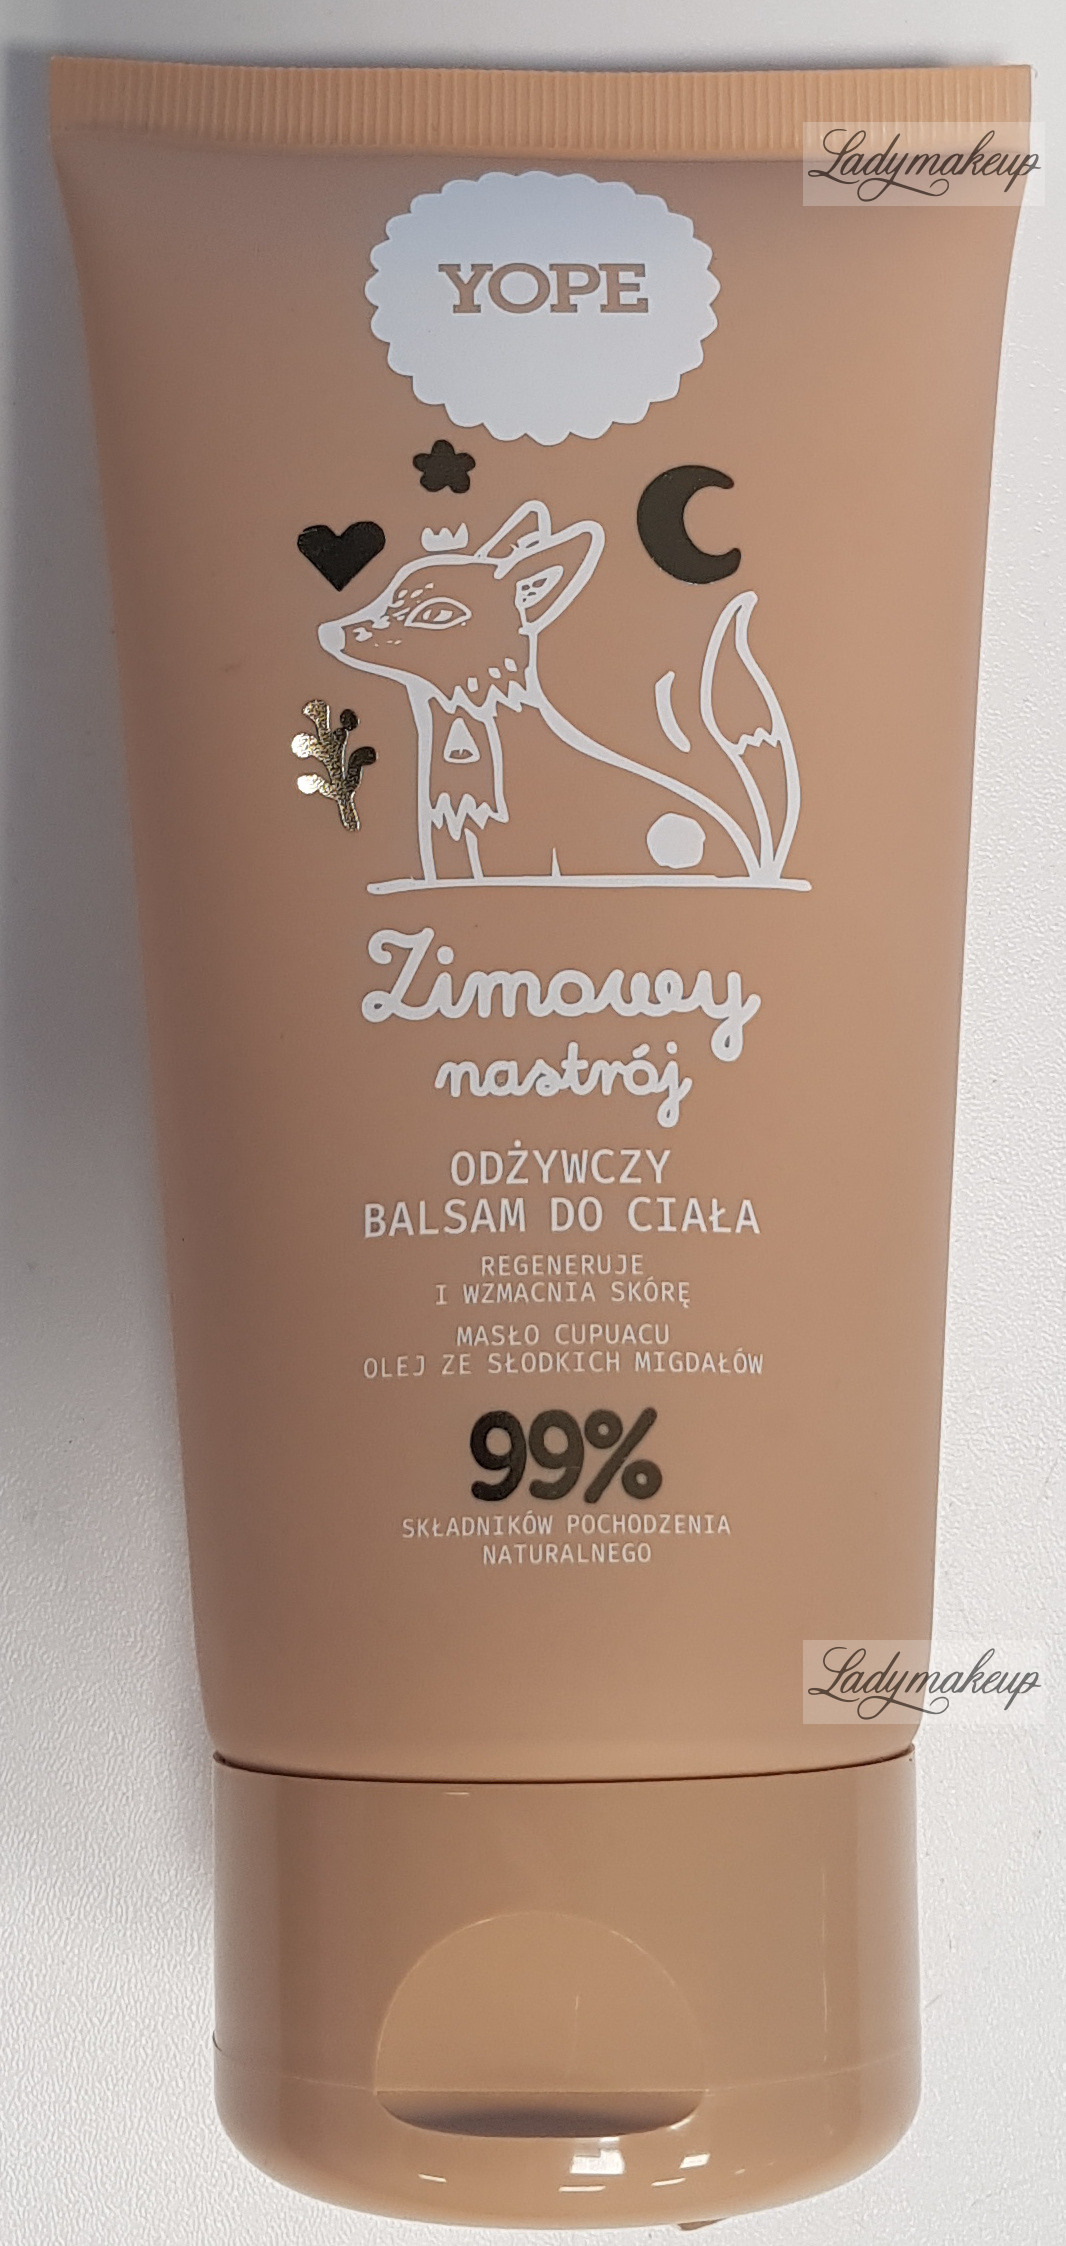 Ladymakeup
YOPE
Zimowy
nastrój
ODŻYWCZY
BALSAM DO CIAŁA
REGENERUJE
I WZMACNIA SKÓRĘ
MASŁO CUPUACU
OLEJ ZE SŁODKICH MIGDAŁÓW
99%
SKŁADNIKÓW POCHODZENIA
NATURALNEGO
Ladymakeup